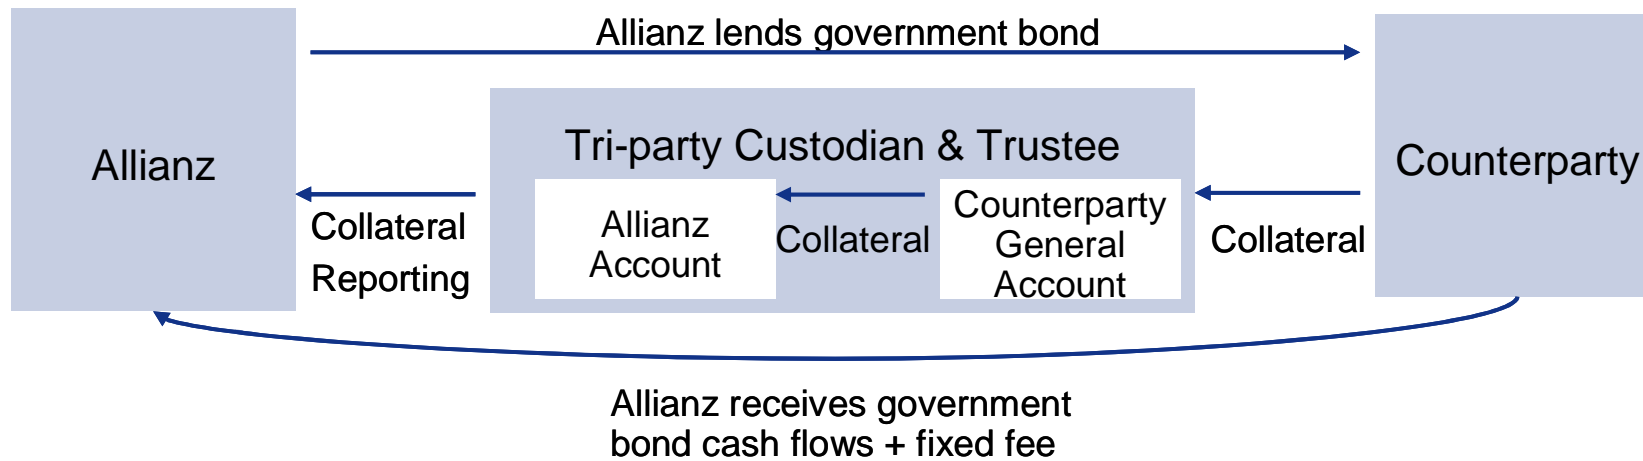 Allianz lends government bond
Allianz
Tri-party Custodian & Trustee
Counterparty
Collateral
Reporting
Allianz
Account
Collateral
Counterparty
General
Account
Collateral
Allianz receives government
bond cash flows + fixed fee